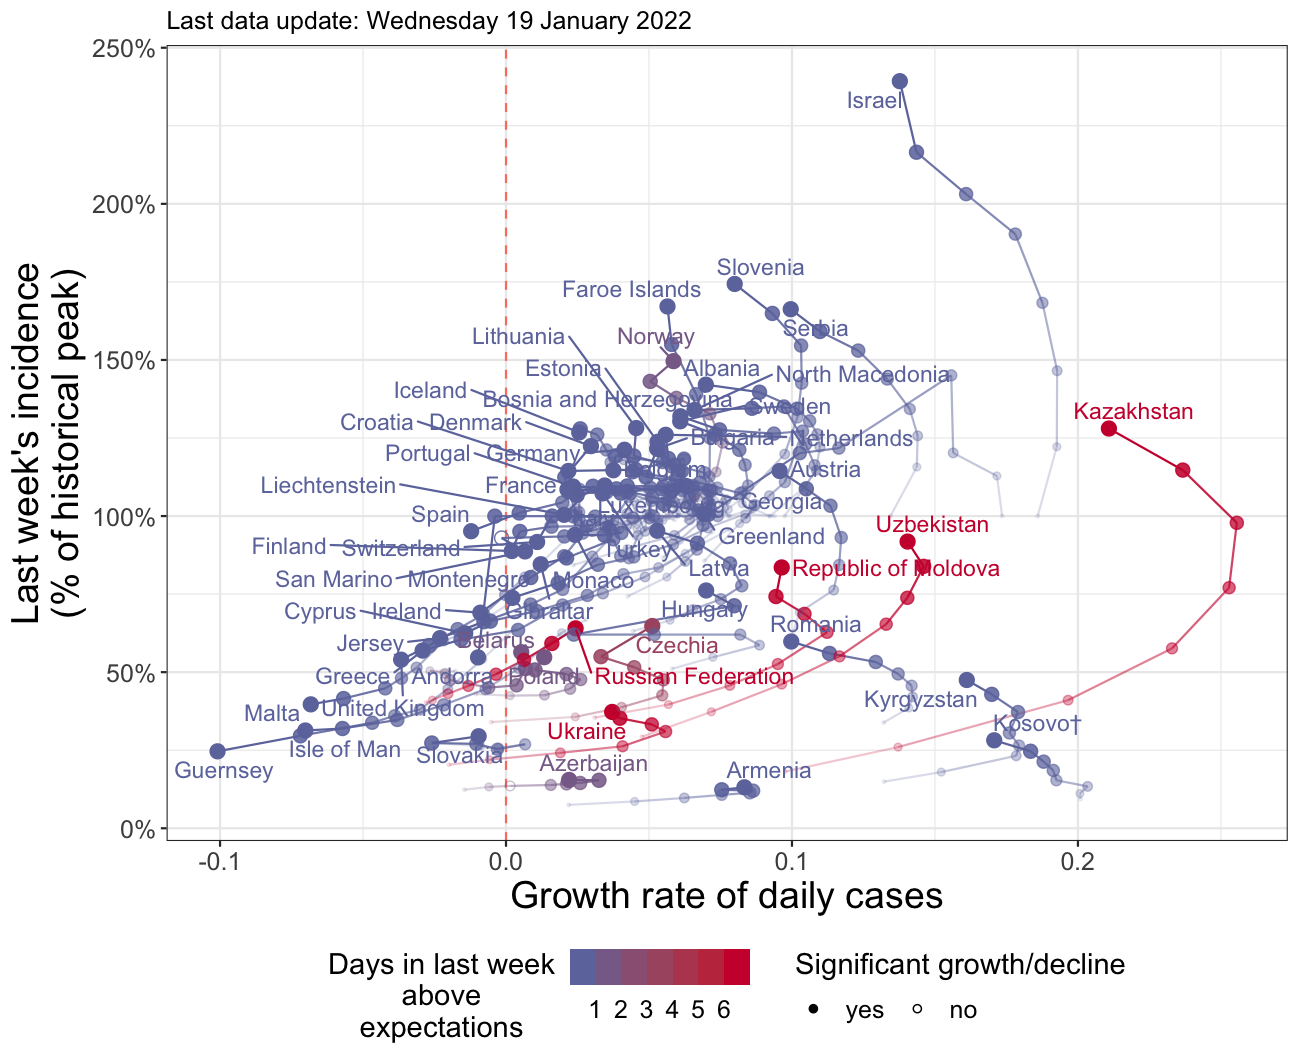 Last data update: Wednesday 19 January 2022
250%
200%
150%
100%
50%
0%
Last week's incidence
(% of historical peak)
Israel
Slovenia
Faroe Islands
Serbia
Lithuania
Norway
Estonia
Albania
North Macedonia
Iceland
Bosnia and Herzegovina
Sweden
Kazakhstan
Croatia
Denmark
Bulgaria
Netherlands
Portugal
Germany
Belgium
Austria
Liechtenstein
France
Luxembourg
Georgia
Spain
Uzbekistan
Finland
Switzerland
Turkey
Greenland
San Marino
Montenegro
Monaco
Latvia
Republic of Moldova
Cyprus
Ireland
Gibraltar
Hungary
Romania
Jersey
Belarus
Czechia
Greece
Andorra
Poland
Russian Federation
Kyrgyzstan
Malta
United Kingdom
Kosovo†
Isle of Man
Slovakia
Ukraine
Guernsey
Azerbaijan
Armenia
-0.1
0.0
0.1
0.2
Growth rate of daily cases
Days in last week
above
expectations
1 2 3 4 5 6
Significant growth/decline
yes
no